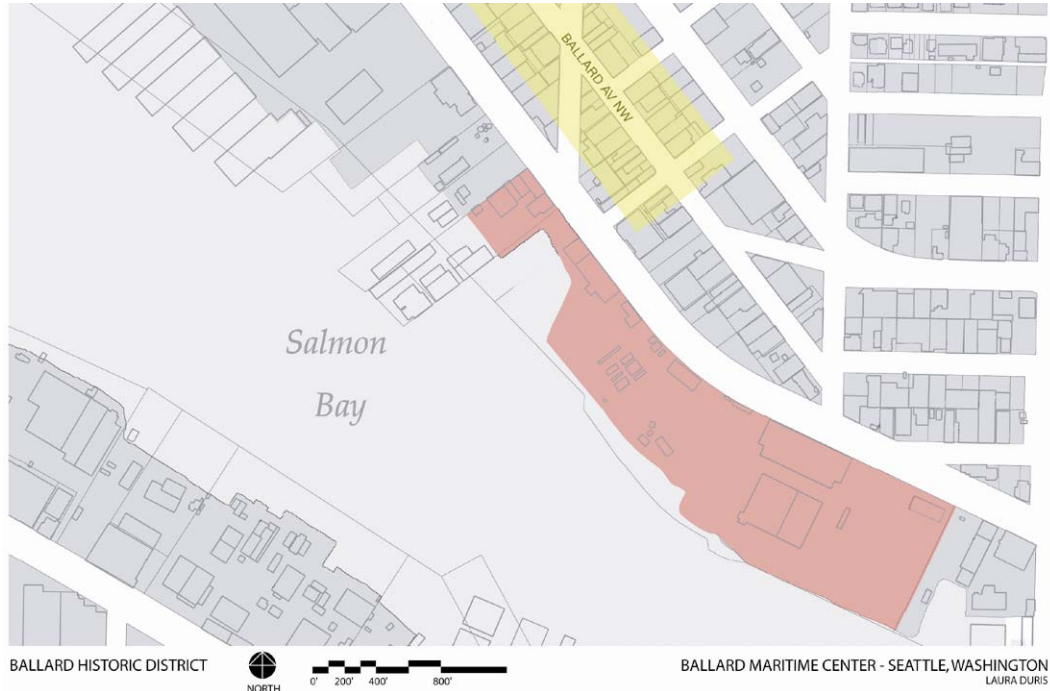 BALLARD AV NW
Salmon
Bay
BALLARD HISTORIC DISTRICT
NORTH
0' 200' 400' 800'
BALLARD MARITIME CENTER - SEATTLE, WASHINGTON
LAURA DURIS